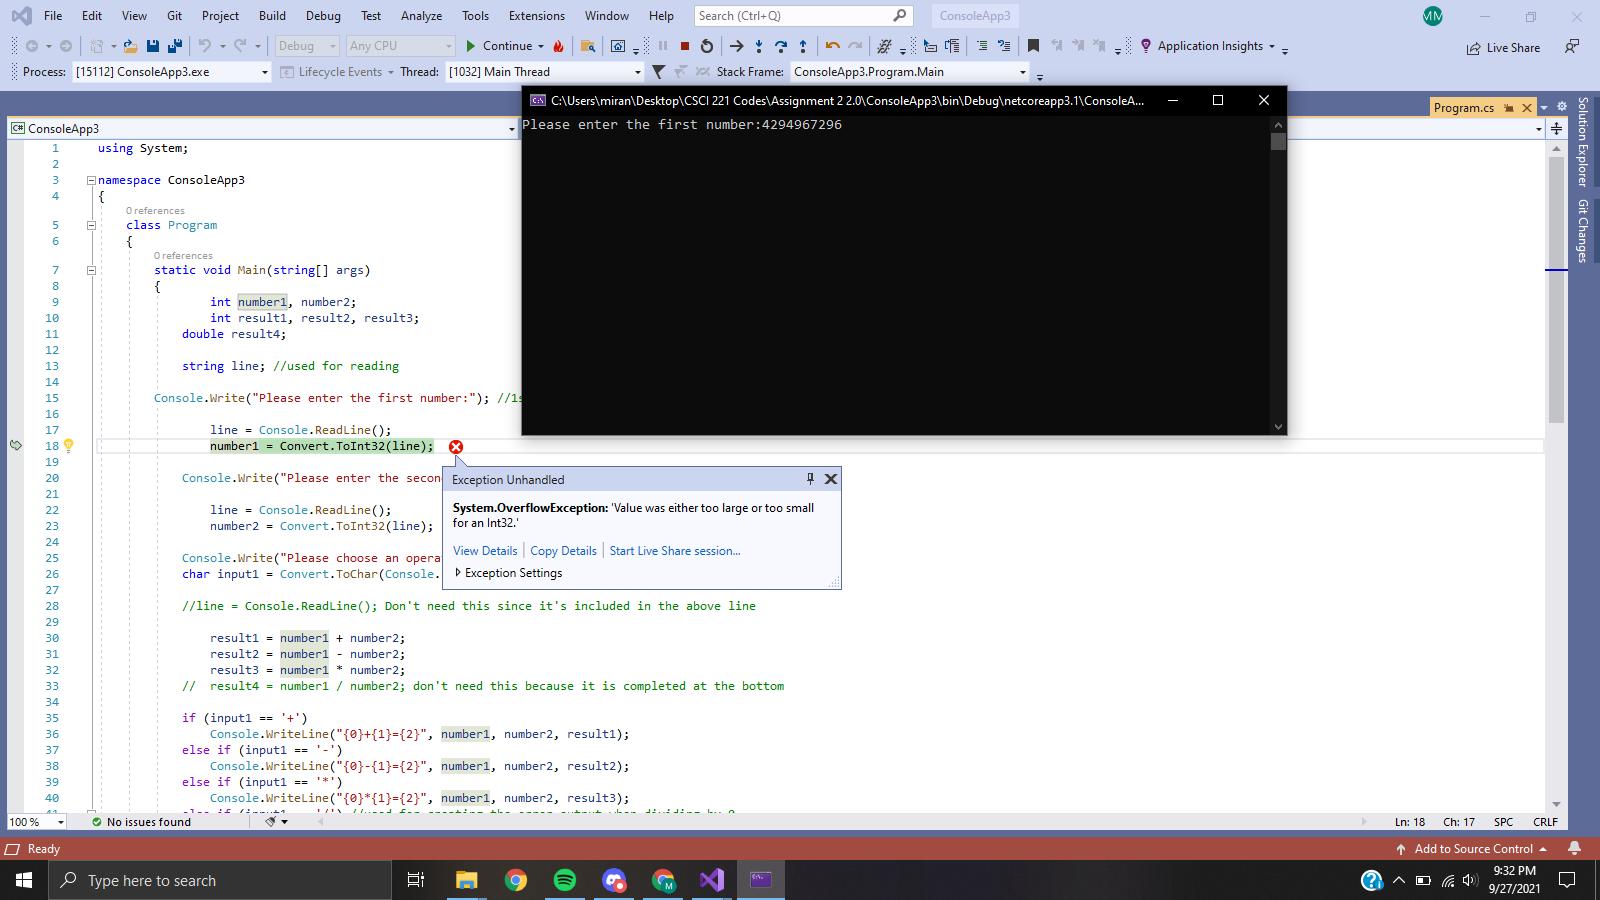 File Edit View Git Project Build Debug Test Analyze Tools Extensions Window Help Search (Ctrl+Q) ConsoleApp3 MM
Debug Any CPU Continue Application Insights Live Share
Process: [15112] ConsoleApp3.exe Lifecycle Events Thread: [1032] Main Thread Stack Frame: ConsoleApp3.Program.Main
C:\Users\miran\Desktop\CSCI 221 Codes\Assignment 2 2.0\ConsoleApp3\bin\Debug\netcoreapp3.1\ConsoleA...
Please enter the first number:4294967296
Program.cs
Solution Explorer
Git Changes
C# ConsoleApp3
1 using System;
2
3 namespace ConsoleApp3
4 {
0 references
5 class Program
6 {
0 references
7 static void Main(string[] args)
8 {
9 int number1, number2;
10 int result1, result2, result3;
11 double result4;
12
13 string line; //used for reading
14
15 Console.Write("Please enter the first number:"); //1s
16
17 line = Console.ReadLine();
18 number1 = Convert.ToInt32(line);
19
20 Console.Write("Please enter the secon
21
22 line = Console.ReadLine();
23 number2 = Convert.ToInt32(line);
24
25 Console.Write("Please choose an opera
26 char input1 = Convert.ToChar(Console.
27
28 //line = Console.ReadLine(); Don't need this since it's included in the above line
29
30 result1 = number1 + number2;
31 result2 = number1 - number2;
32 result3 = number1 * number2;
33 // result4 = number1 / number2; don't need this because it is completed at the bottom
34
35 if (input1 == '+')
36 Console.WriteLine("{0}+{1}={2}", number1, number2, result1);
37 else if (input1 == '-')
38 Console.WriteLine("{0}-{1}={2}", number1, number2, result2);
39 else if (input1 == '*')
40 Console.WriteLine("{0}*{1}={2}", number1, number2, result3);
Exception Unhandled
System.OverflowException: 'Value was either too large or too small
for an Int32.'
View Details Copy Details Start Live Share session...
Exception Settings
100 % No issues found Ln: 18 Ch: 17 SPC CRLF
Ready Add to Source Control
Type here to search
9:32 PM
9/27/2021